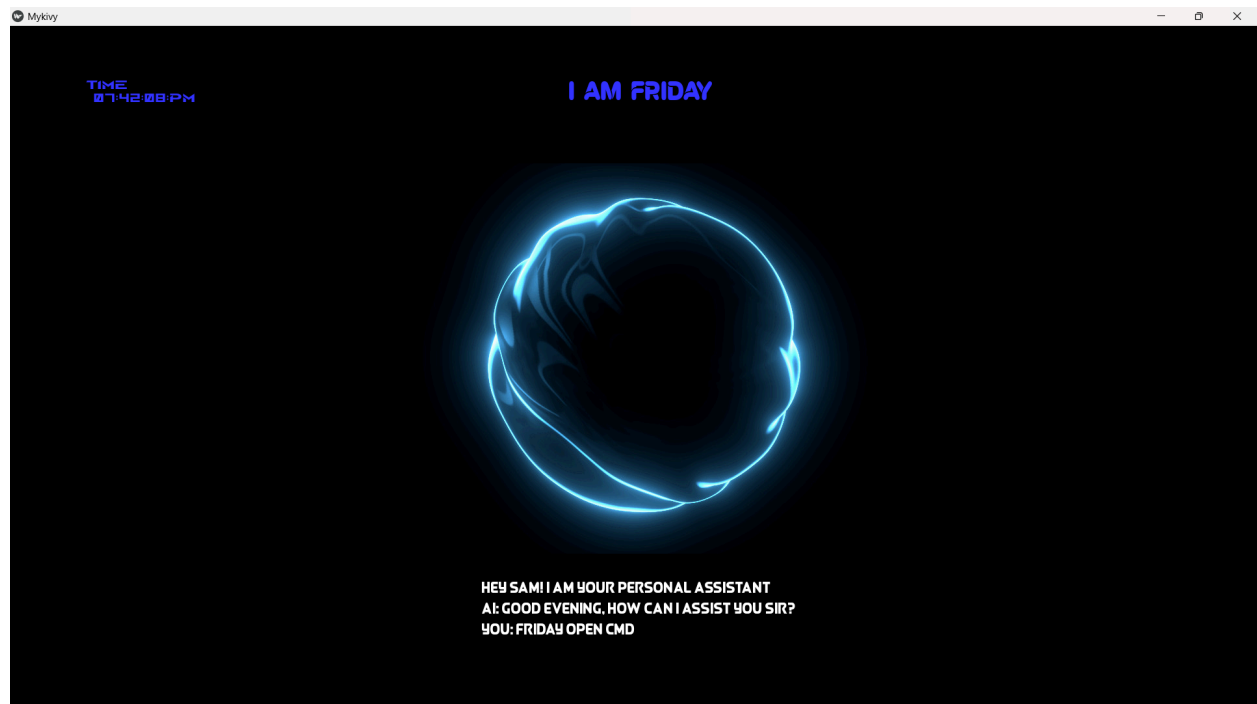 Mykivy
TIME
07:42:08:PM
I AM FRIDAY
HEY SAM! I AM YOUR PERSONAL ASSISTANT
AI: GOOD EVENING, HOW CAN I ASSIST YOU SIR?
YOU: FRIDAY OPEN CMD